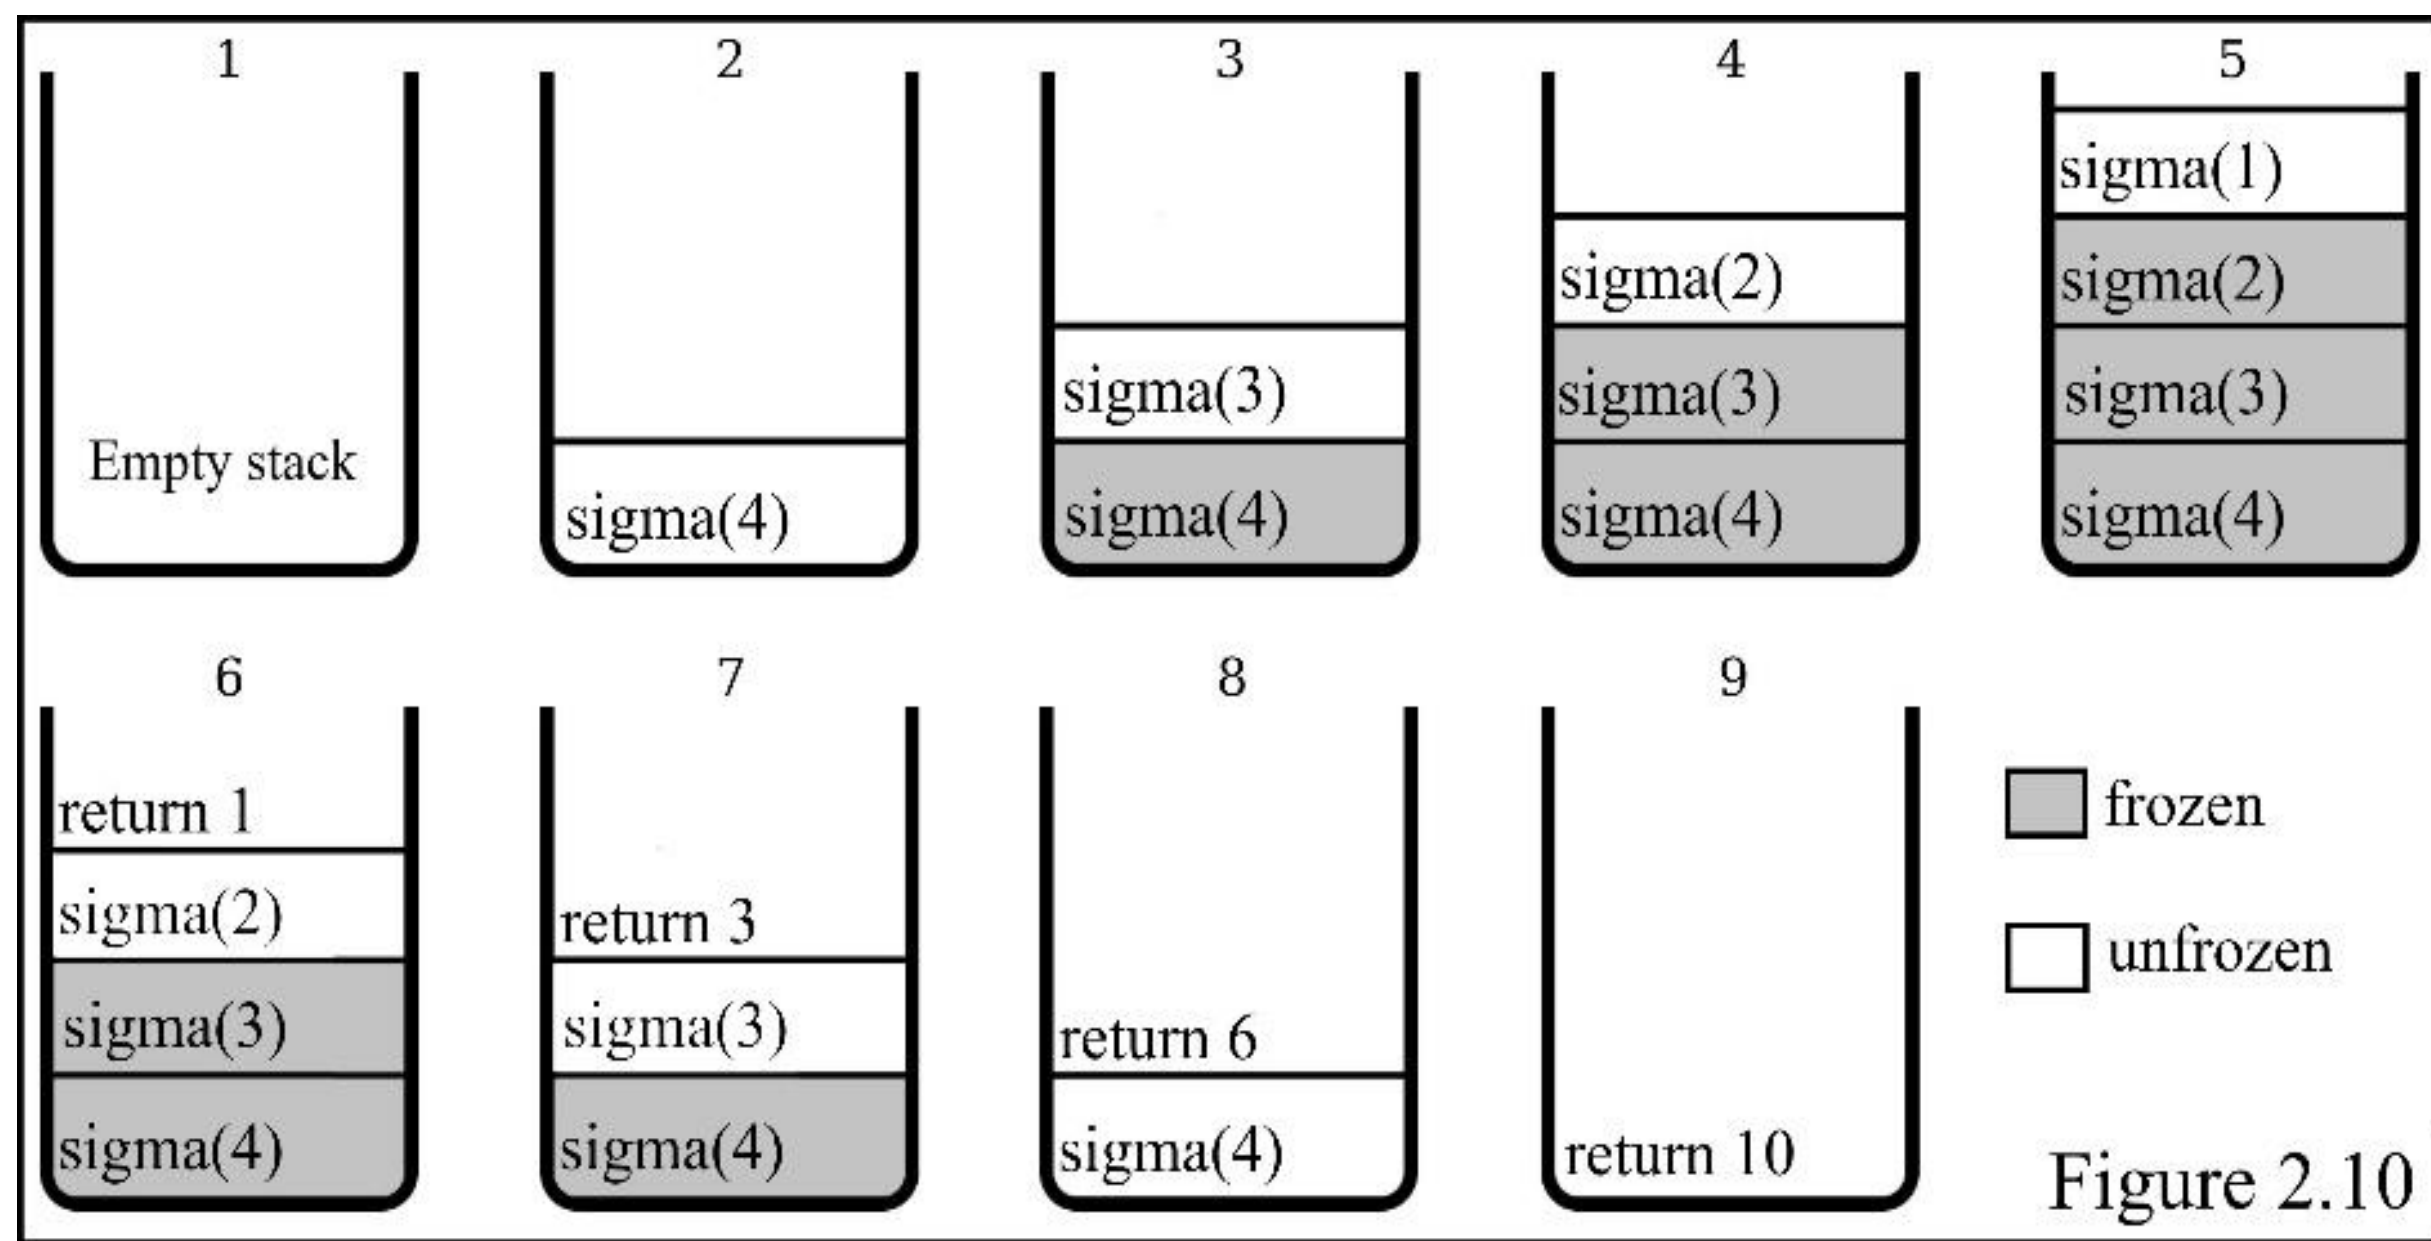 1
2
3
4
5
Empty stack
sigma(4)
sigma(3)
sigma(4)
sigma(2)
sigma(3)
sigma(4)
sigma(1)
sigma(2)
sigma(3)
sigma(4)
6
7
8
9
return 1
sigma(2)
sigma(3)
sigma(4)
return 3
sigma(3)
sigma(4)
return 6
sigma(4)
return 10
frozen
unfrozen
Figure 2.10